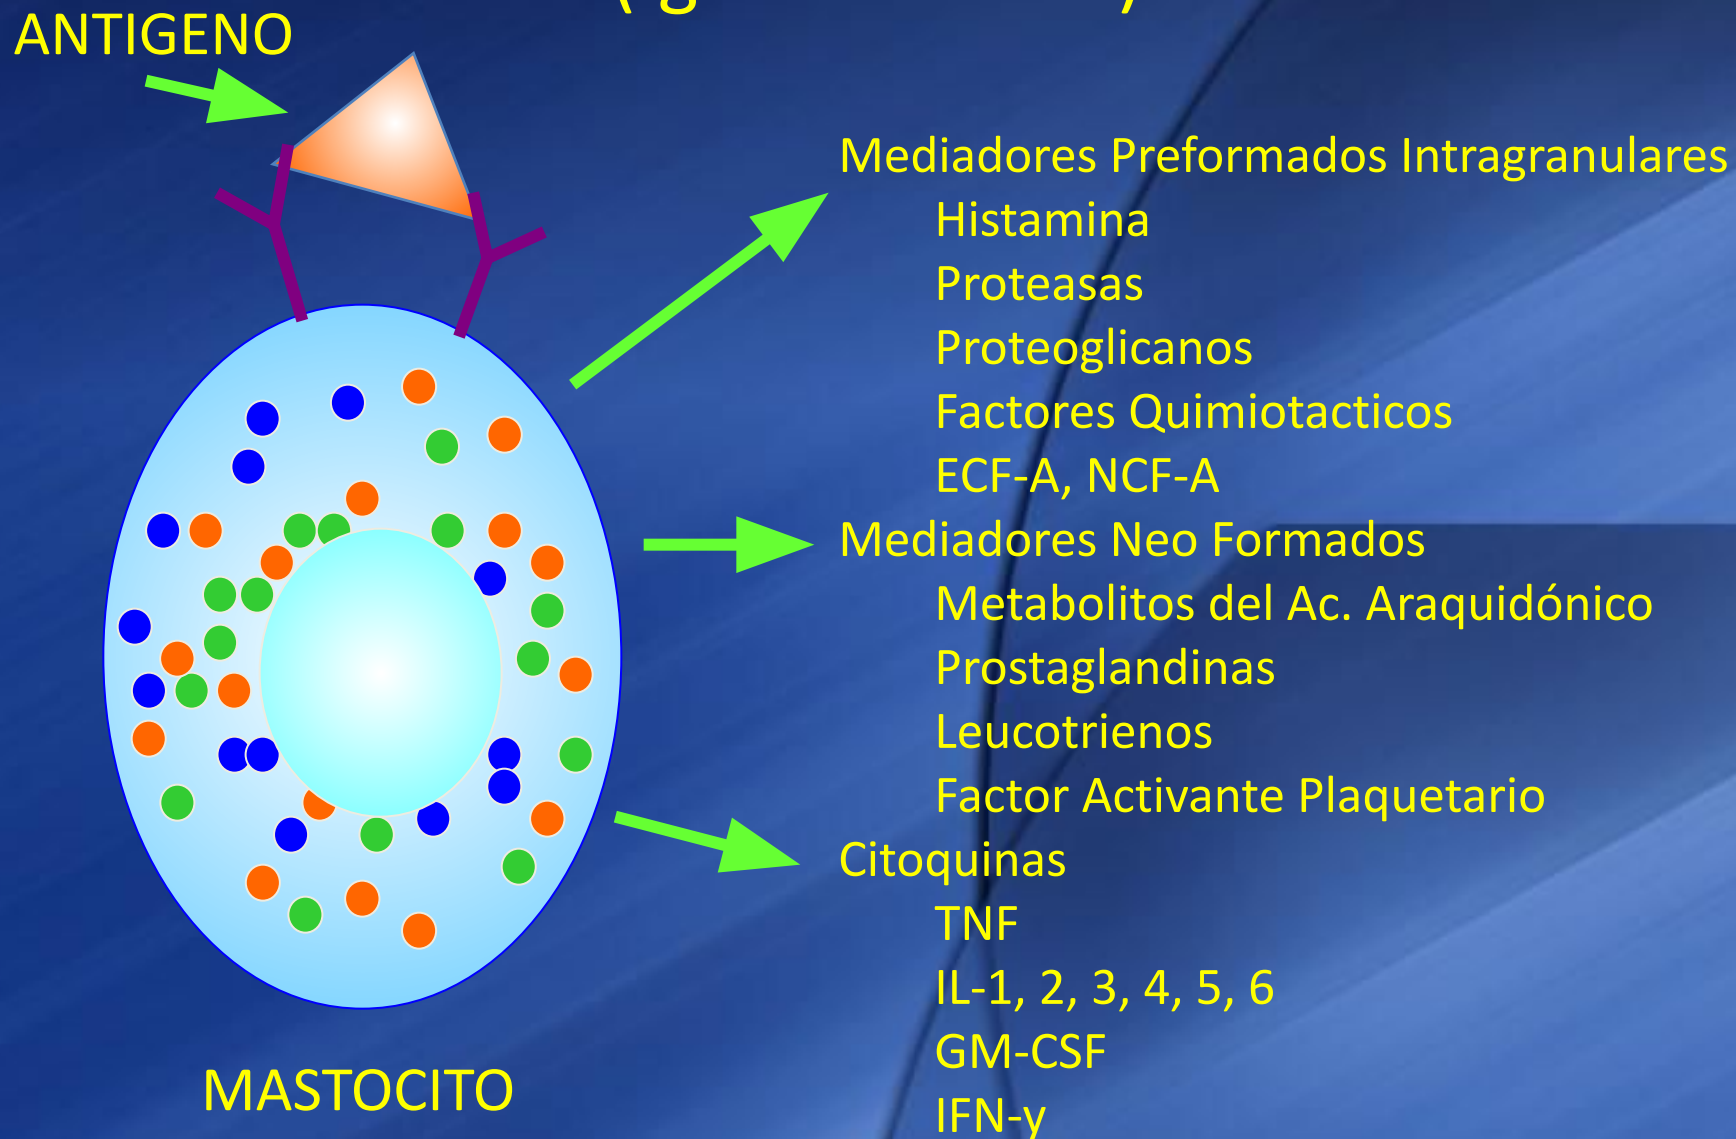 ANTIGENO
Mediadores Preformados Intragranulares
Histamina
Proteasas
Proteoglicanos
Factores Quimiotacticos
ECF-A, NCF-A
Mediadores Neo Formados
Metabolitos del Ac. Araquidónico
Prostaglandinas
Leucotrienos
Factor Activante Plaquetario
Citoquinas
TNF
IL-1, 2, 3, 4, 5, 6
GM-CSF
IFN-y
MASTOCITO